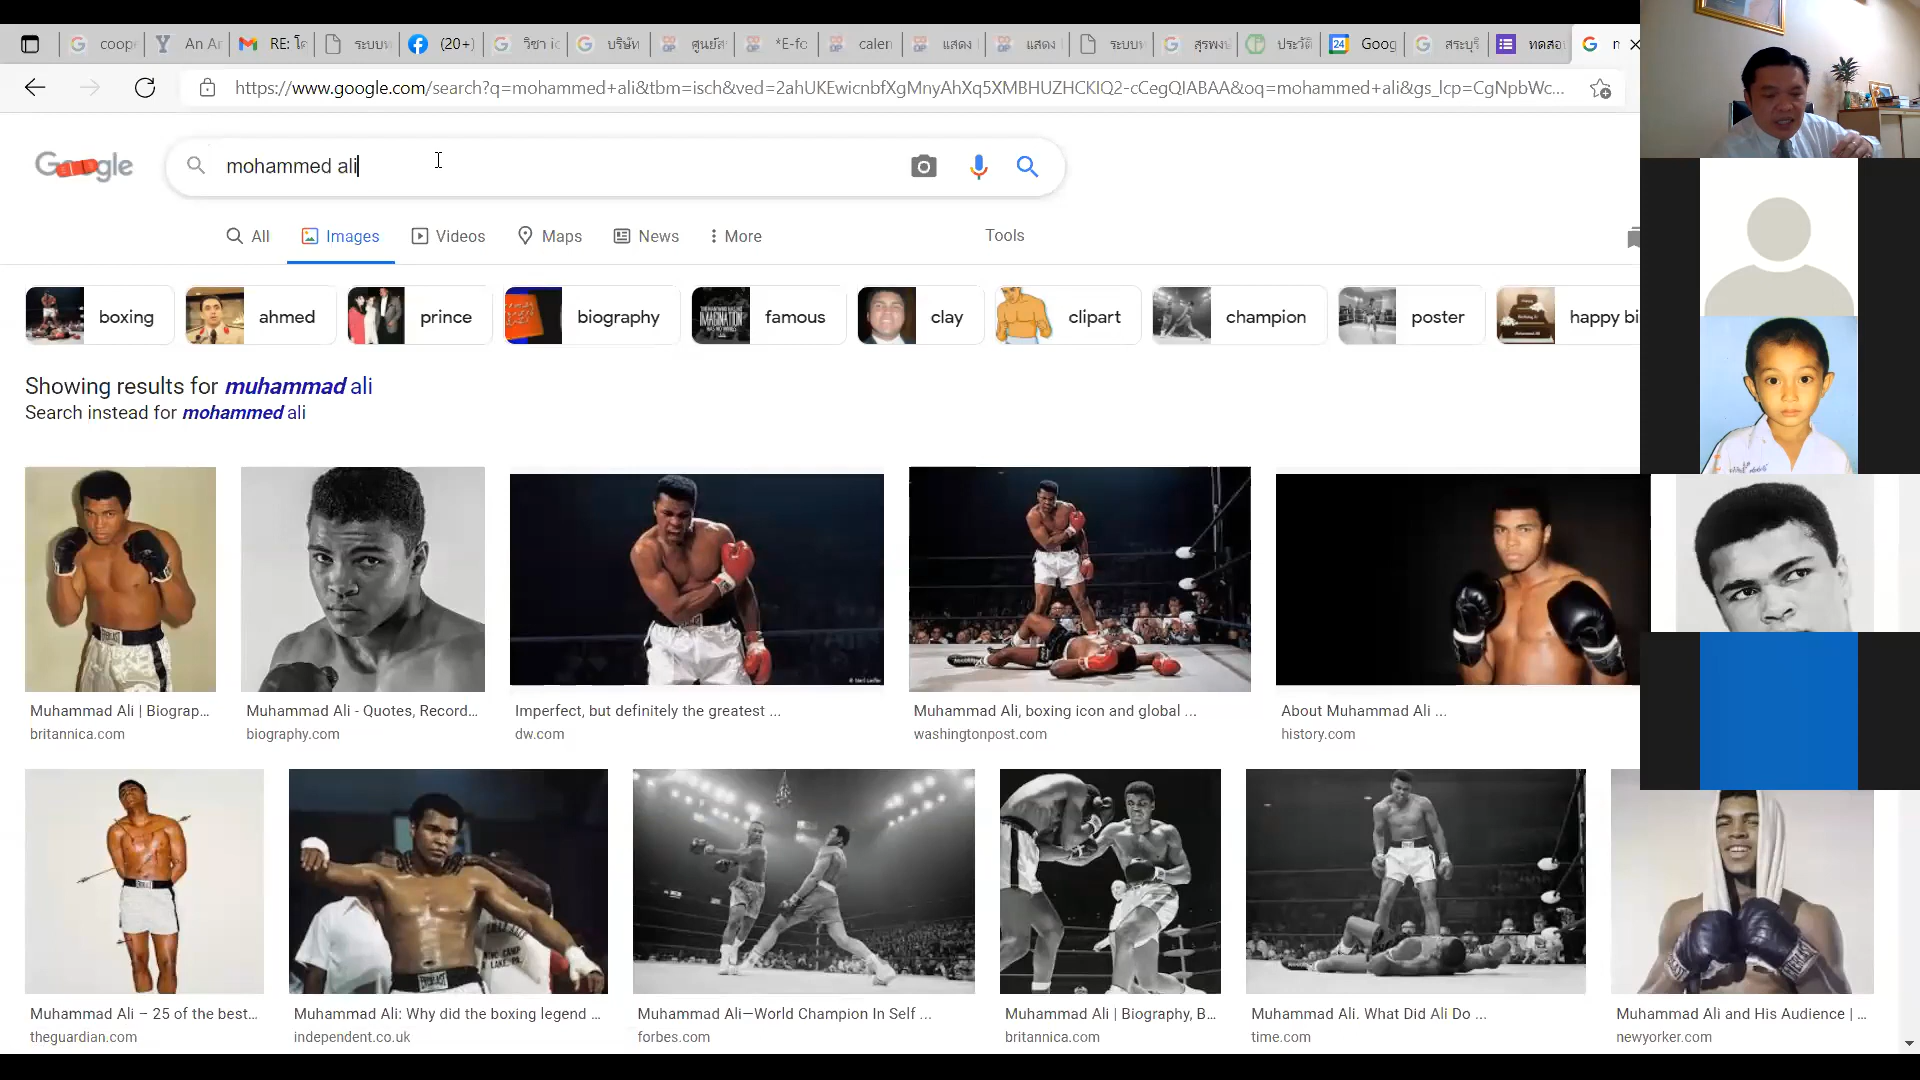 coop
An Ar
RE: โค
ระบบ
(20+)
วิชา ic
บริษัท
ศูนย์ส
*E-fo
calen
แสดง
แสดง
ระบบ
สุรพง
ประวัติ
24
Goog
สระบุรี
ทดสอ
https://www.google.com/search?q=mohammed+ali&tbm=isch&ved=2ahUKEwicnbfXgMnyAhXq5XMBHUZHCKIQ2-cCegQIABAA&oq=mohammed+ali&gs_lcp=CgNpbWc...
Google
mohammed ali
All
Images
Videos
Maps
News
More
Tools
boxing
ahmed
prince
biography
famous
clay
clipart
champion
poster
happy bi
Showing results for muhammad ali
Search instead for mohammed ali
Muhammad Ali | Biograp...
britannica.com
Muhammad Ali - Quotes, Record...
biography.com
Imperfect, but definitely the greatest ...
dw.com
Muhammad Ali, boxing icon and global ...
washingtonpost.com
About Muhammad Ali ...
history.com
Muhammad Ali – 25 of the best...
theguardian.com
Muhammad Ali: Why did the boxing legend ...
independent.co.uk
Muhammad Ali—World Champion In Self ...
forbes.com
Muhammad Ali | Biography, B...
britannica.com
Muhammad Ali. What Did Ali Do ...
time.com
Muhammad Ali and His Audience | ...
newyorker.com